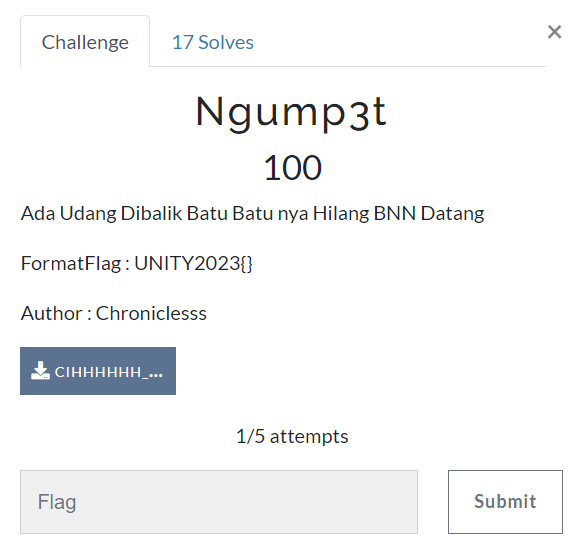 Challenge
17 Solves
×
Ngump3t
100
Ada Udang Dibalik Batu Batu nya Hilang BNN Datang
FormatFlag : UNITY2023{}
Author : Chroniclesss
CIHHHHHH_...
1/5 attempts
Flag
Submit